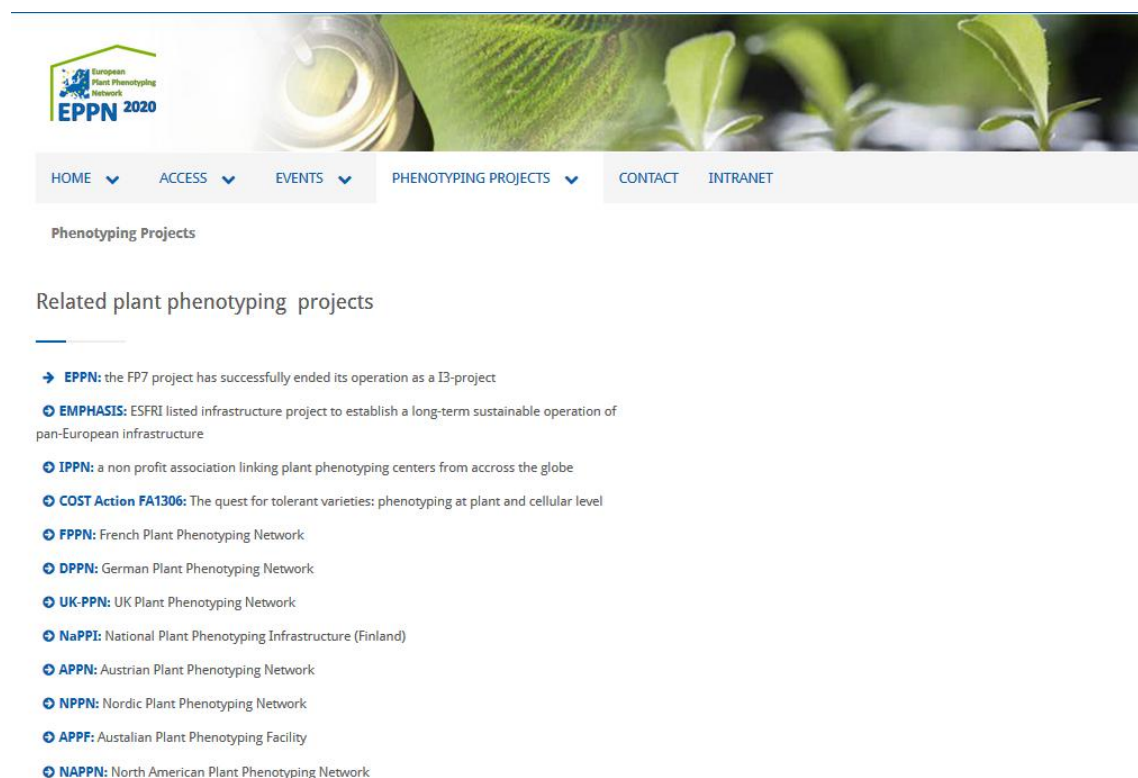 European
Plant Phenotyping
Network
EPPN 2020
HOME ACCESS EVENTS PHENOTYPING PROJECTS CONTACT INTRANET
Phenotyping Projects
Related plant phenotyping projects
EPPN: the FP7 project has successfully ended its operation as a I3-project
EMPHASIS: ESFRI listed infrastructure project to establish a long-term sustainable operation of
pan-European infrastructure
IPPN: a non profit association linking plant phenotyping centers from accross the globe
COST Action FA1306: The quest for tolerant varieties: phenotyping at plant and cellular level
FPPN: French Plant Phenotyping Network
DPPN: German Plant Phenotyping Network
UK-PPN: UK Plant Phenotyping Network
NaPPI: National Plant Phenotyping Infrastructure (Finland)
APPN: Austrian Plant Phenotyping Network
NPPN: Nordic Plant Phenotyping Network
APPF: Austalian Plant Phenotyping Facility
NAPPN: North American Plant Phenotyping Network